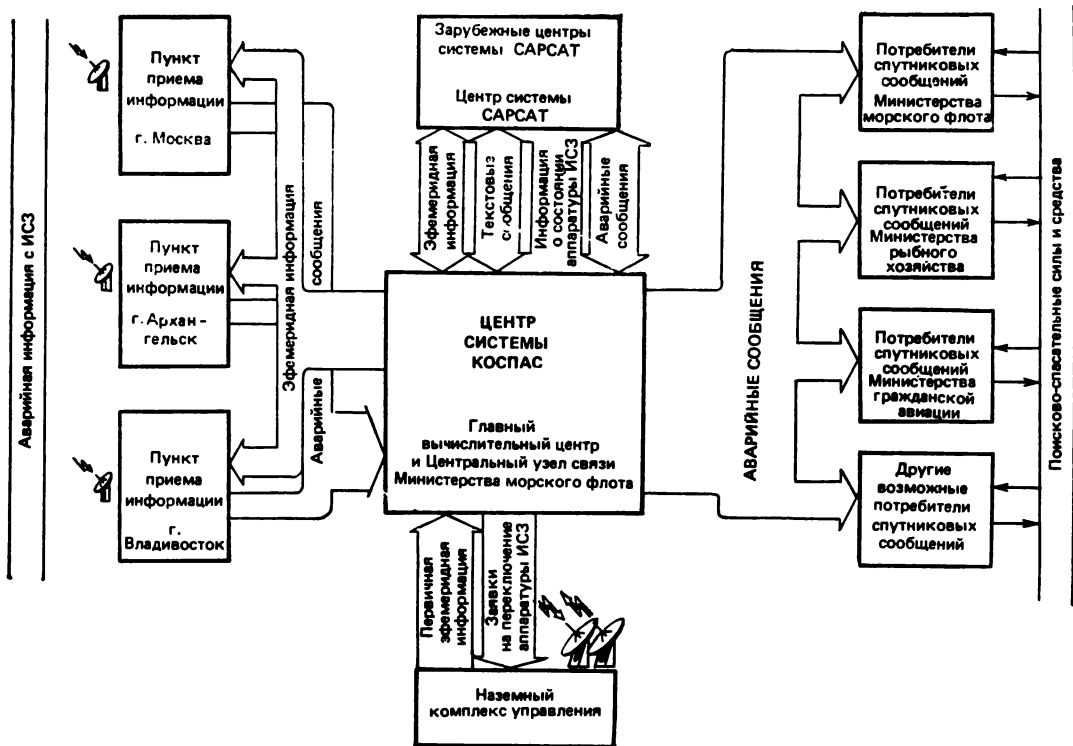 Аварийная информация с ИСЗ
Пункт
приема
информации
г. Москва
Пункт
приема
информации
г. Архан-
гельск
Пункт
приема
информации
г.
Владивосток
Эфемеридная информация
Аварийные
сообщения
Зарубежные центры
системы САРСАТ
Центр системы
САРСАТ
Эфемеридная
информация
Текстовыз
сообщения
Информация
о состоянии
аппаратуры ИСЗ
Аварийные
сообщения
ЦЕНТР
СИСТЕМЫ
КОСПАС
Главный
вычислительный центр
и Центральный узел связи
Министерства морского флота
Первичная
эфемеридная
информация
Заявки
на переключение
аппаратуры ИСЗ
Наземный
комплекс управления
АВАРИЙНЫЕ СООБЩЕНИЯ
Потребители
спутниковых
сообщений
Министерства
морского флота
Потребители
спутниковых
сообщений
Министерства
рыбного
хозяйства
Потребители
спутниковых
сообщений
Министерства
гражданской
авиации
Другие
возможные
потребители
спутниковых
сообщений
Поисково-спасательные силы и средства